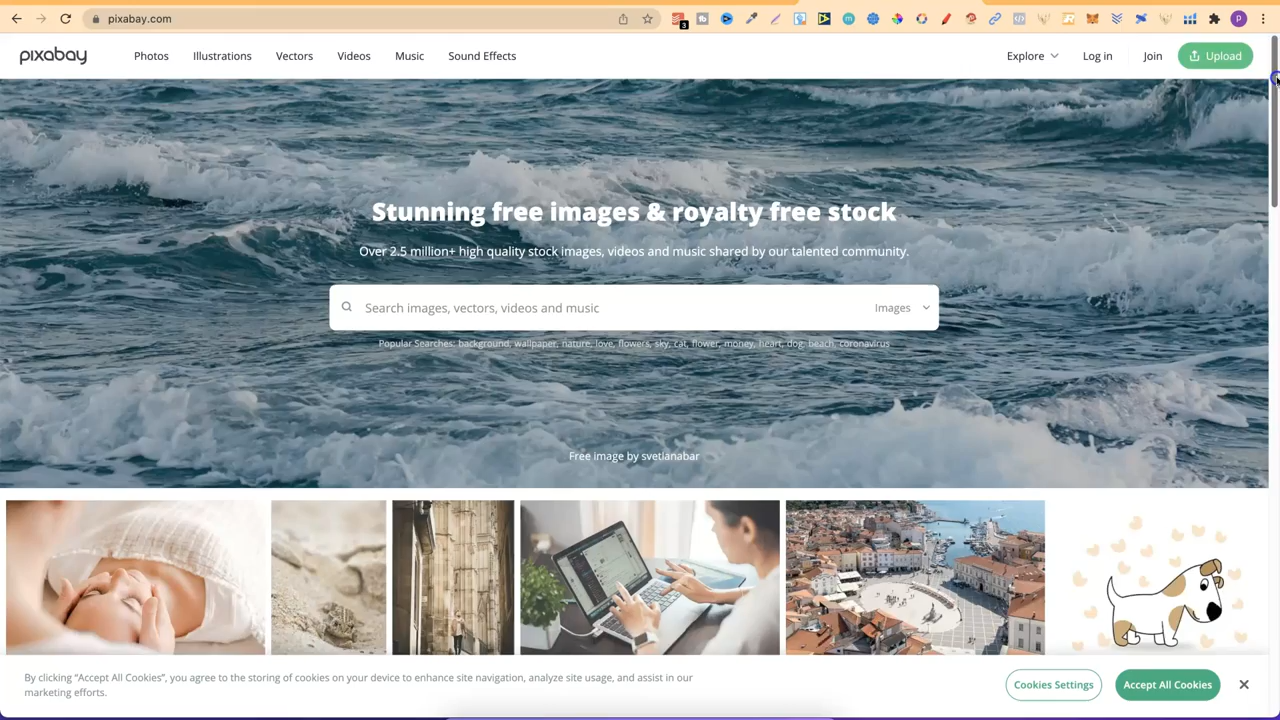 pixabay.com
3
p
pixabay
Photos
Illustrations
Vectors
Videos
Music
Sound Effects
Explore
Log in
Join
Upload
Stunning free images & royalty free stock
Over 2.5 million+ high quality stock images, videos and music shared by our talented community.
Search images, vectors, videos and music
Images
Popular Searches: background, wallpaper, nature, love, flowers, sky, cat, flower, money, heart, dog, beach, coronavirus
Free image by svetlanabar
By clicking “Accept All Cookies”, you agree to the storing of cookies on your device to enhance site navigation, analyze site usage, and assist in our
marketing efforts.
Cookies Settings
Accept All Cookies